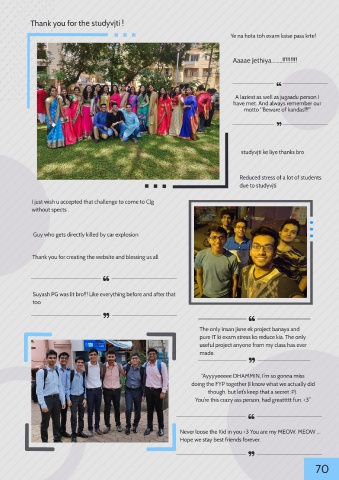 Thank you for the studyvjti !
Ye na hota toh exam kaise pass krte!
Aaaae Jethiya........!!!!!!!!!!
A laziest as well as jugaadu person I
have met. And always remember our
motto "Beware of kandas!!!!"
studyvjti ke liye thanks bro
Reduced stress of a lot of students
due to studyvjti
I just wish u accepted that challenge to come to Clg
without spects
Guy who gets directly killed by car explosion
Thank you for creating the website and blessing us all
Suyash PG was lit bro!!! Like everything before and after that
too
The only insan jisne ek project banaya and
pure IT ki exam stress ko reduce kia. The only
useful project anyone from my class has ever
made.
"Ayyyyeeeee DHAMMIN, I'm so gonna miss
doing the FYP together (I know what we actually did
though, but let's keep that a secret :P).
You're this crazy ass person, had greatttt fun <3"
Never loose the Kid in you <3 You are my MEOW. MEOW ...
Hope we stay best friends forever.
70